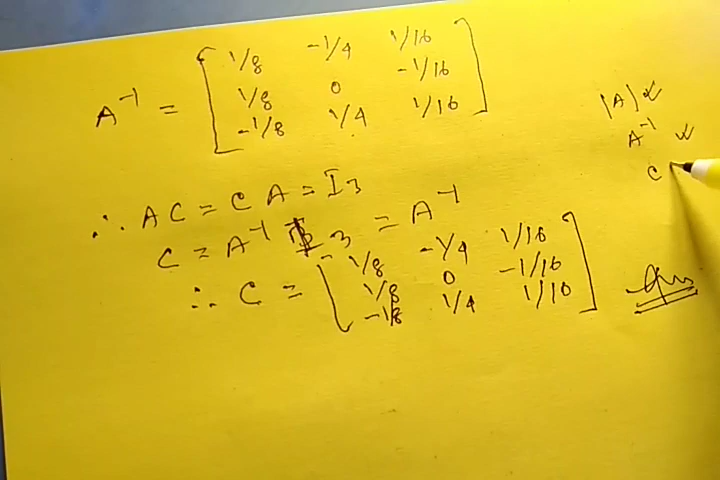 A⁻¹ = [ 1/8 -1/4 1/16
1/8 0 -1/16
-1/8 1/4 1/16 ]
|A| ✓
A⁻¹ ✓
C
∴ AC = CA = I3
C = A⁻¹ I3 = A⁻¹
∴ C = [ 1/8 -1/4 1/16
1/8 0 -1/16
-1/8 1/4 1/16 ]
Ans